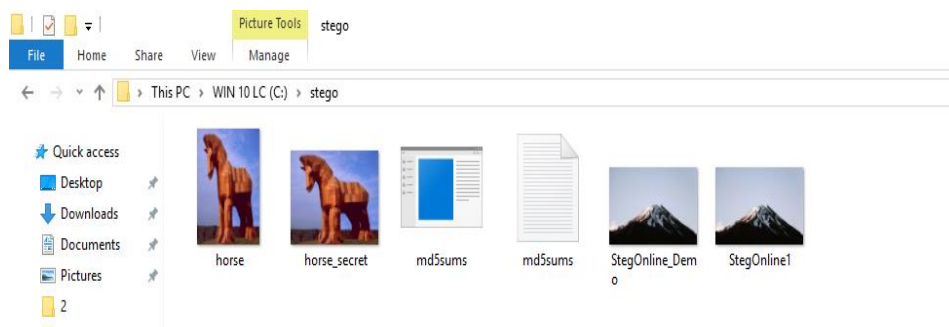 Picture Tools stego
File Home Share View Manage
This PC > WIN 10 LC (C:) > stego
Quick access
Desktop
Downloads
Documents
Pictures
2
horse horse_secret md5sums md5sums StegOnline_Dem StegOnline1
o